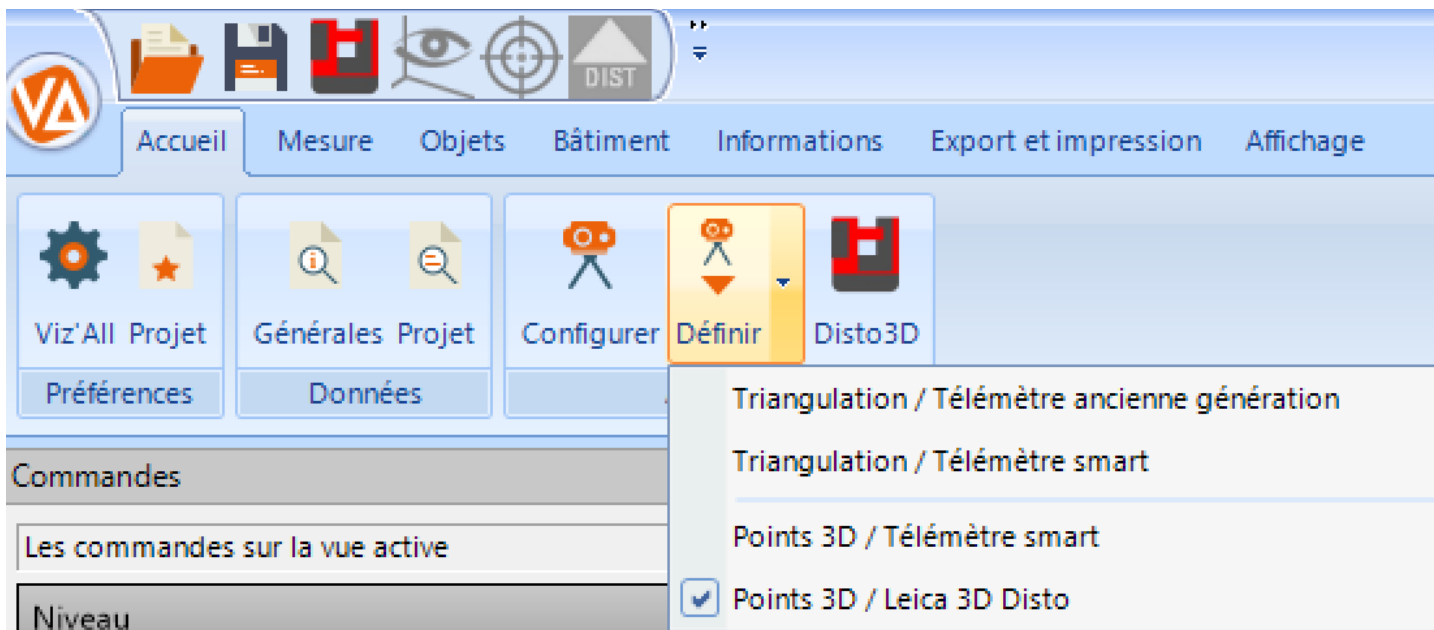 DIST
Accueil Mesure Objets Bâtiment Informations Export et impression Affichage
Viz'All Projet Générales Projet Configurer Définir Disto3D
Préférences Données
Triangulation / Télémètre ancienne génération
Triangulation / Télémètre smart
Points 3D / Télémètre smart
Points 3D / Leica 3D Disto
Commandes
Les commandes sur la vue active
Niveau